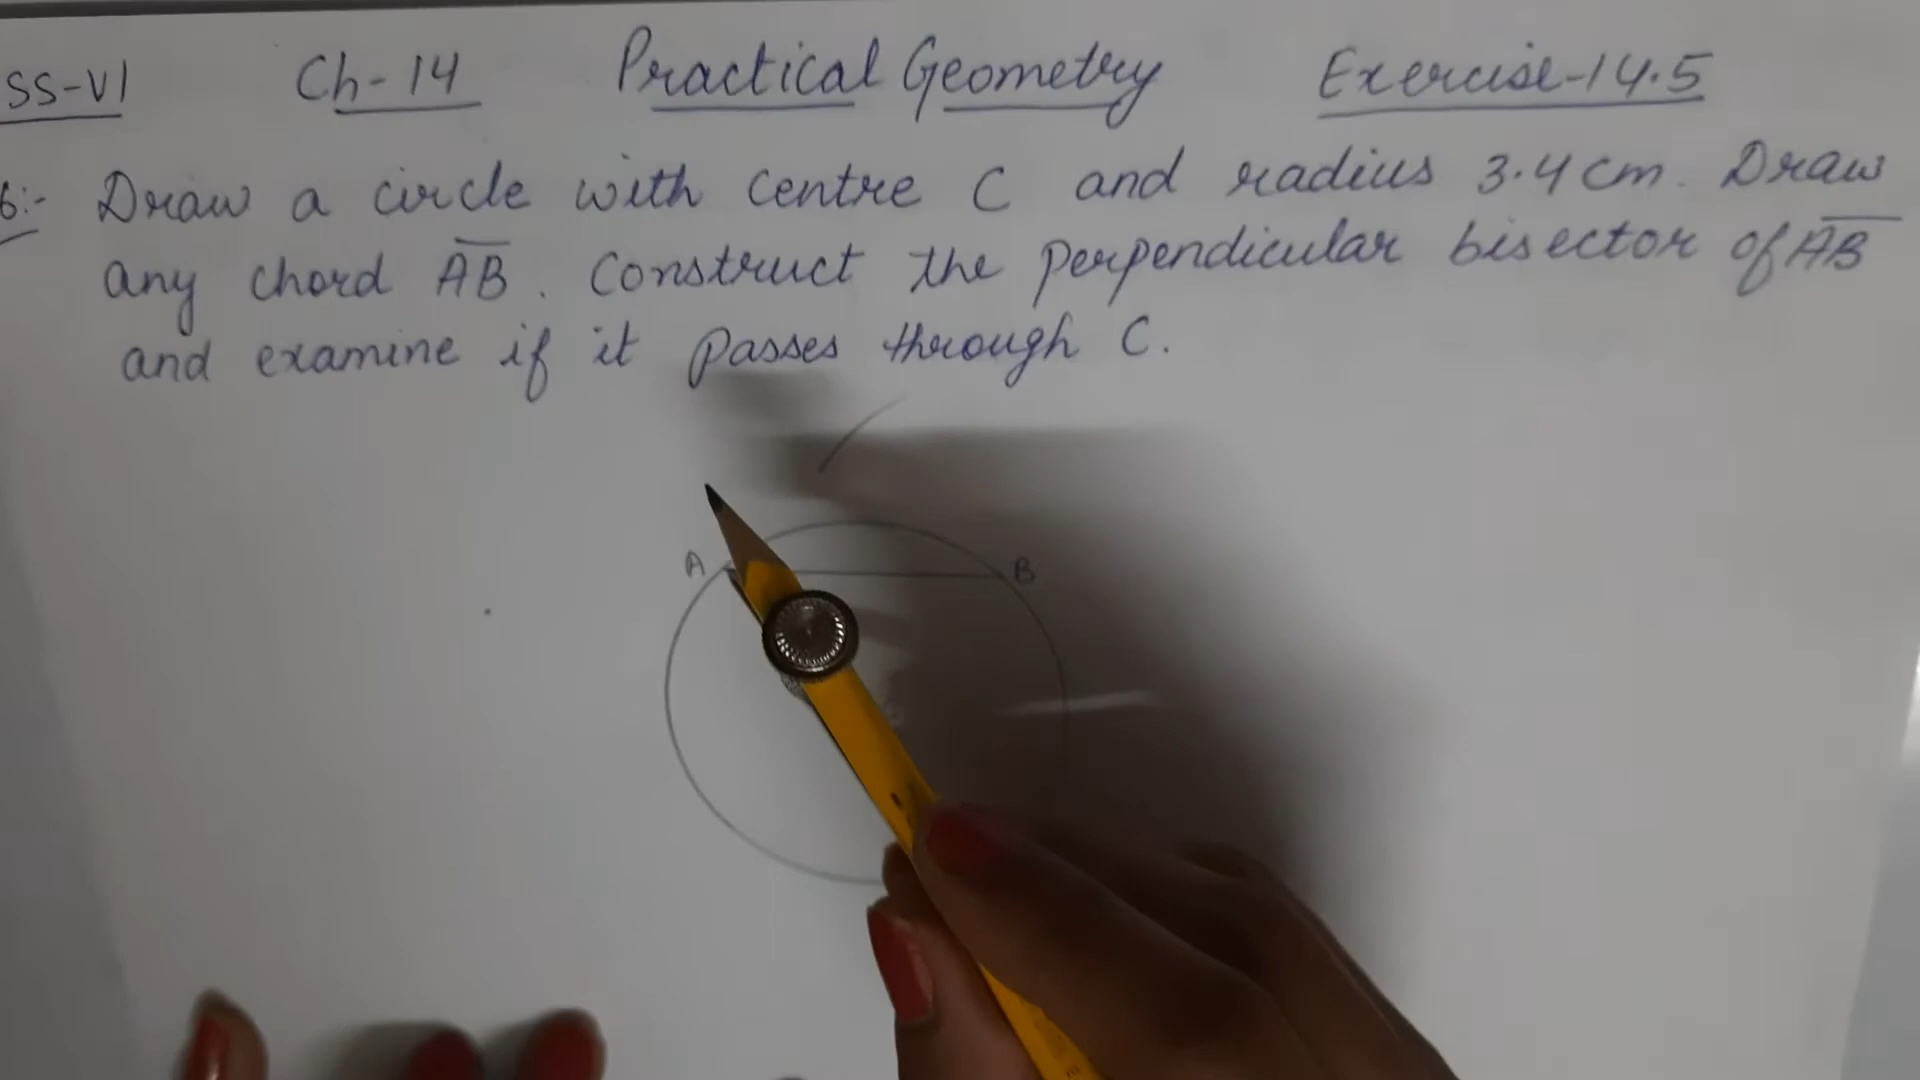 SS-VI Ch-14 Practical Geometry Exercise-14.5
6:- Draw a circle with centre C and radius 3.4 cm. Draw
any chord AB. Construct the perpendicular bisector of AB
and examine if it passes through C.
A B